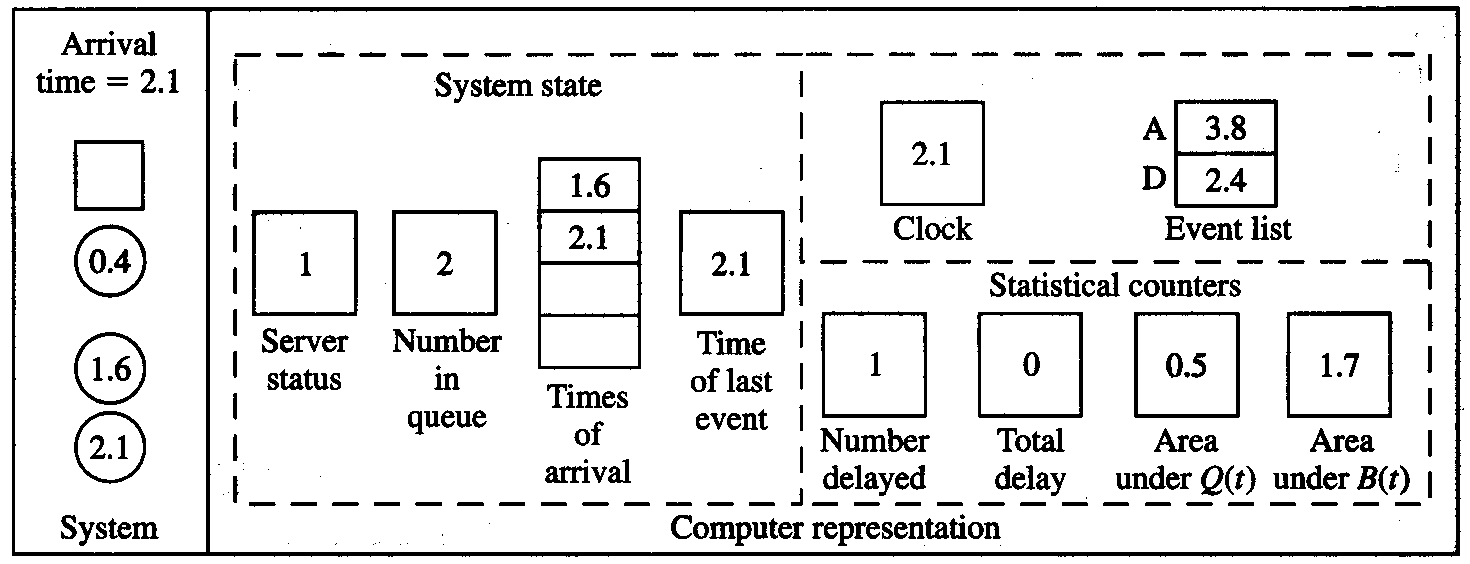 Arrival
time = 2.1
0.4
1.6
2.1
System
System state
1
Server
status
2
Number
in
queue
1.6
2.1
Times
of
arrival
2.1
Time
of last
event
2.1
Clock
A 3.8
D 2.4
Event list
Statistical counters
1
Number
delayed
0
Total
delay
0.5
Area
under Q(t)
1.7
Area
under B(t)
Computer representation